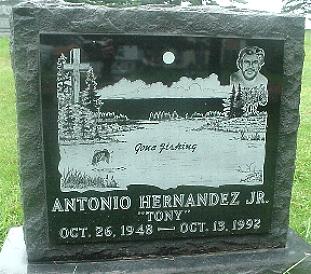 Gone Fishing
ANTONIO HERNANDEZ JR.
"TONY"
OCT. 26, 1948 — OCT. 13, 1992